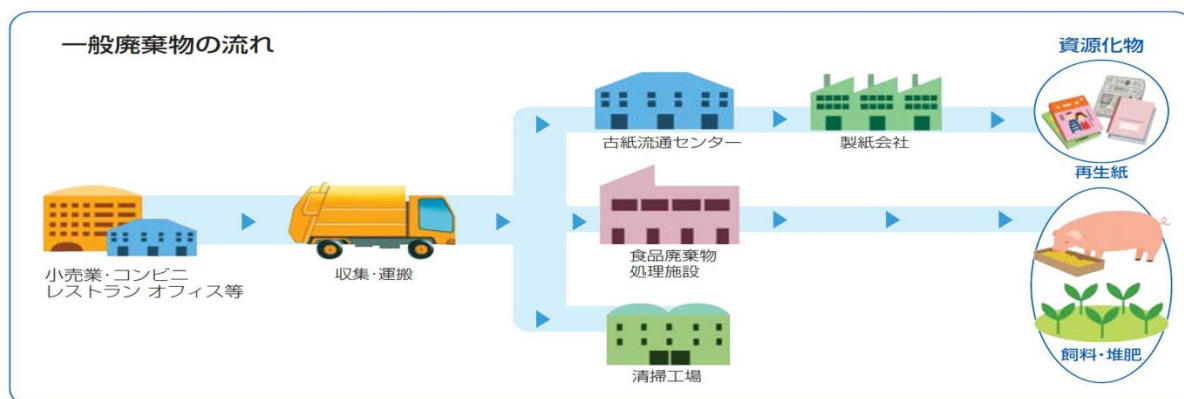 一般廃棄物の流れ
資源化物
古紙流通センター
製紙会社
再生紙
小売業・コンビニ
レストラン オフィス等
収集・運搬
食品廃棄物
処理施設
清掃工場
飼料・堆肥